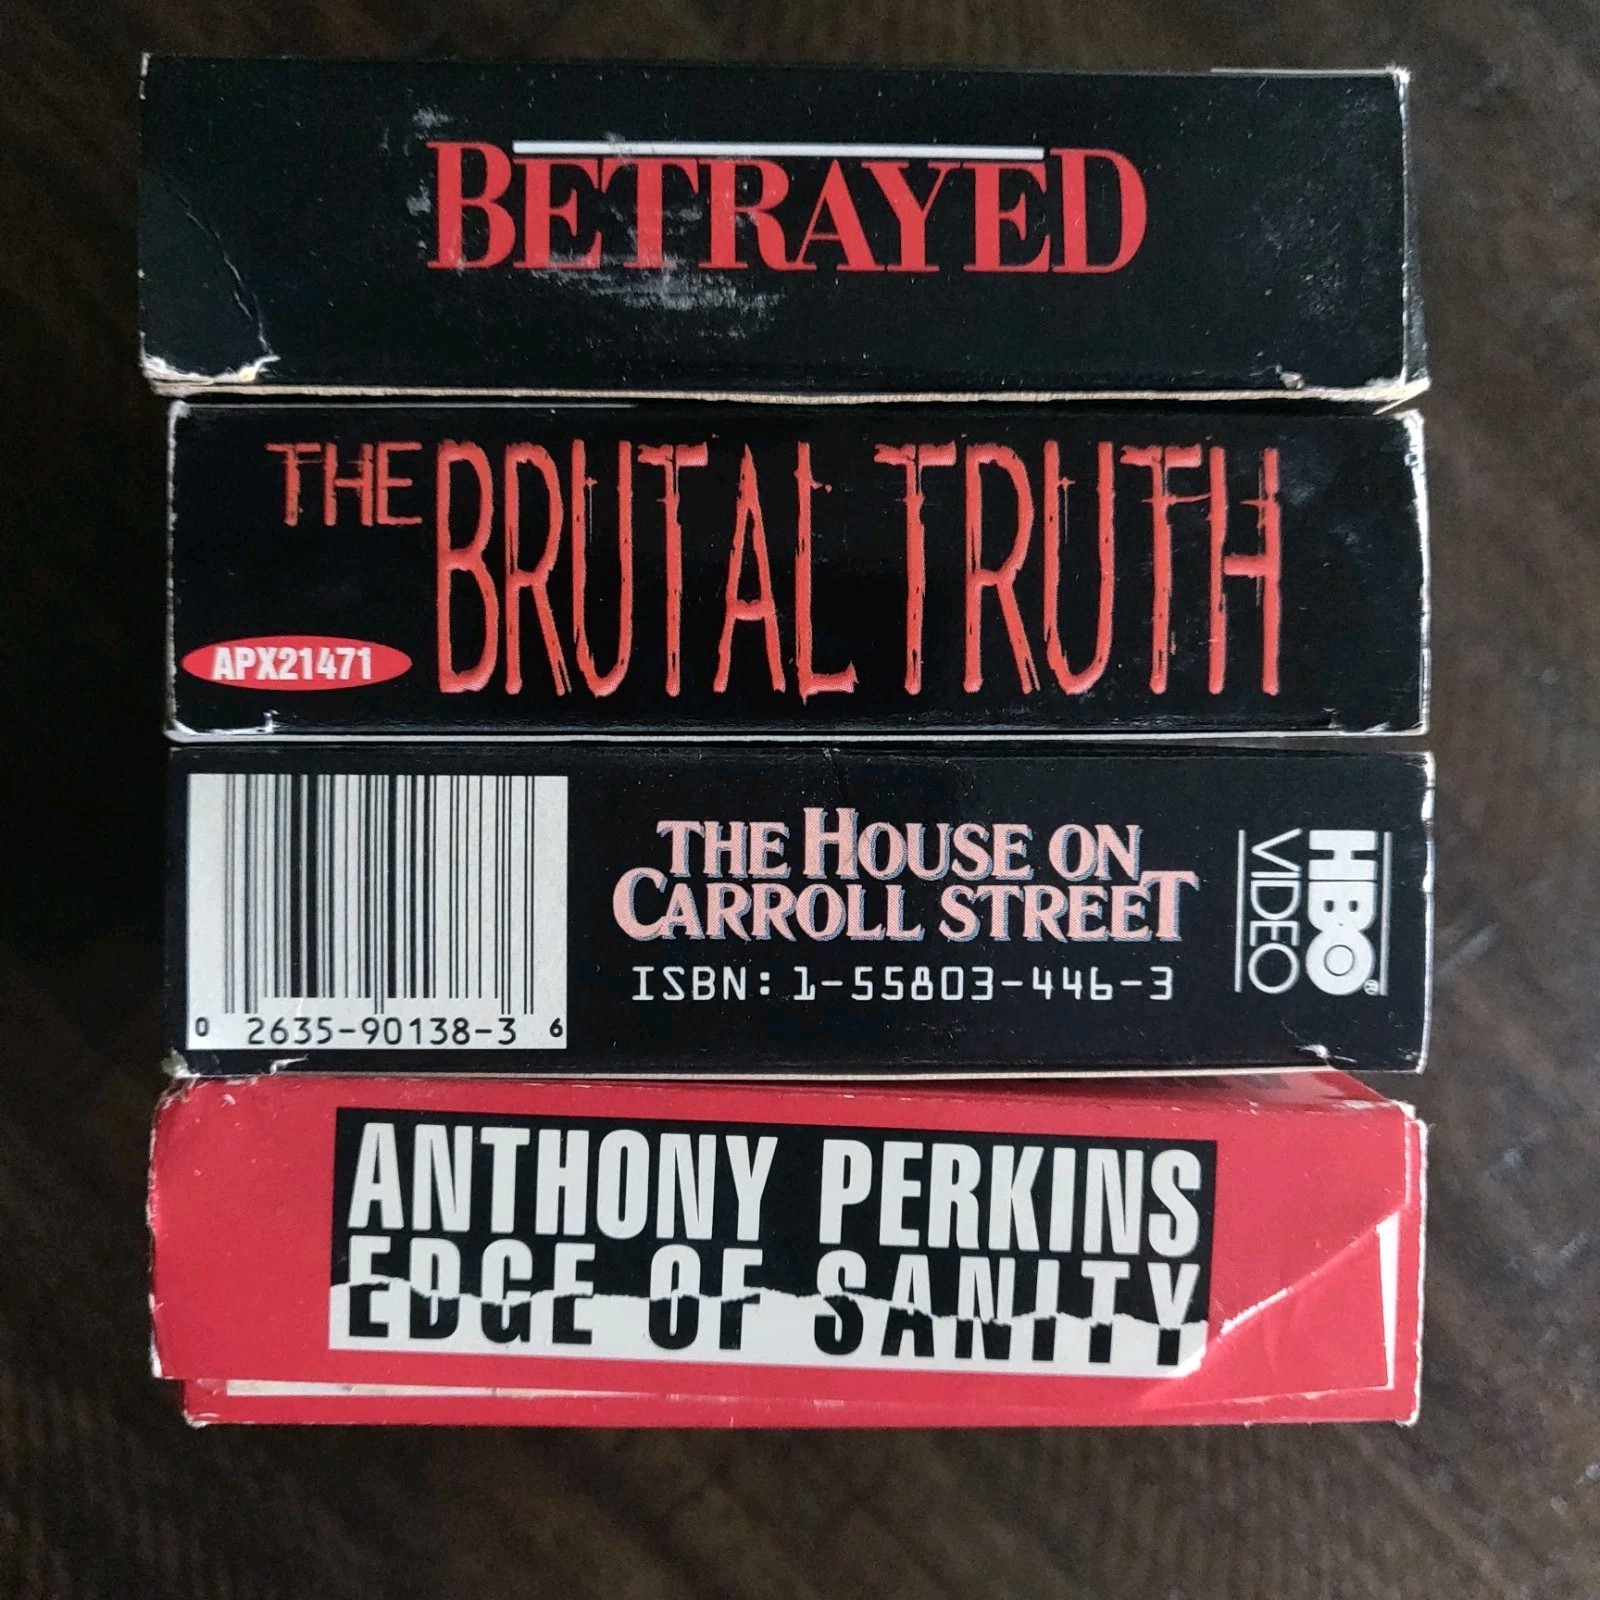 BETRAYED
THE BRUTAL TRUTH
APX21471
THE HOUSE ON
CARROLL STREET
ISBN: 1-55803-446-3
HBO®
VIDEO
0 2635-90138-3 6
ANTHONY PERKINS
EDGE OF SANITY